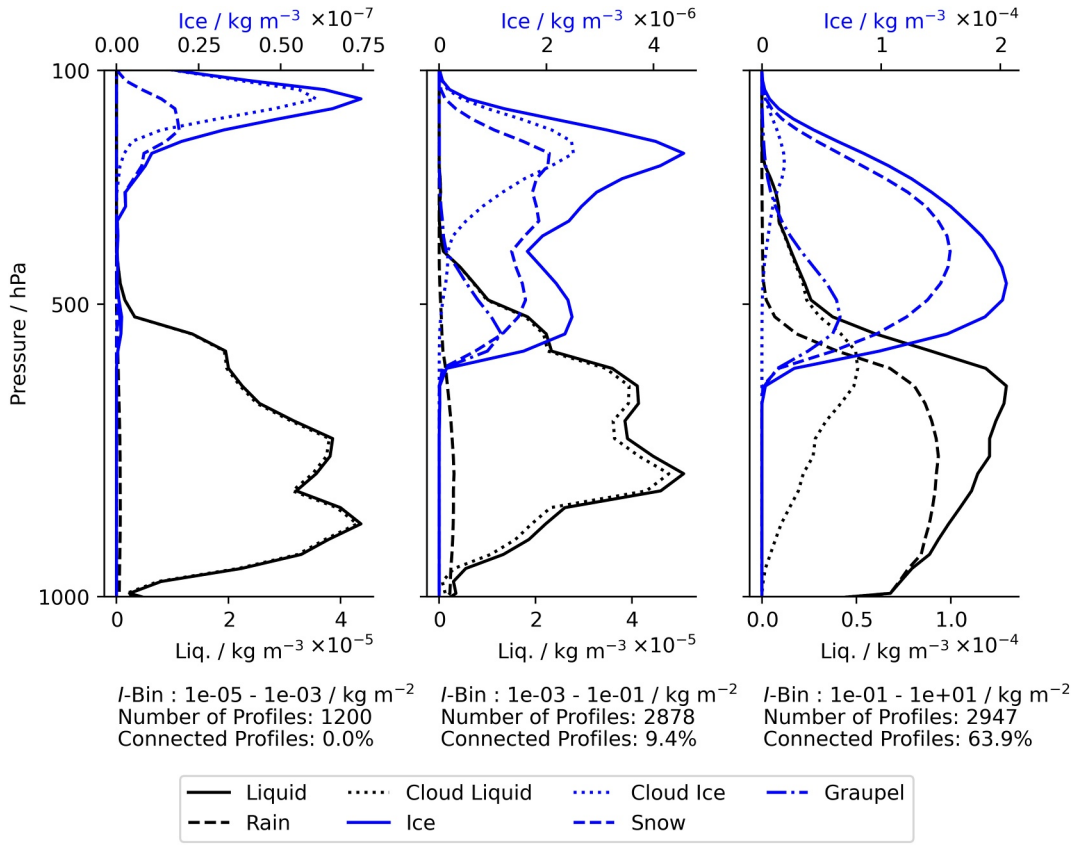 Ice / kg m⁻³ ×10⁻⁷
0.00 0.25 0.50 0.75
Ice / kg m⁻³ ×10⁻⁶
0 2 4
Ice / kg m⁻³ ×10⁻⁴
0 1 2
100
500
1000
Pressure / hPa
0 2 4
Liq. / kg m⁻³ ×10⁻⁵
0 2 4
Liq. / kg m⁻³ ×10⁻⁵
0.0 0.5 1.0
Liq. / kg m⁻³ ×10⁻⁴
I-Bin : 1e-05 - 1e-03 / kg m⁻²
Number of Profiles: 1200
Connected Profiles: 0.0%
I-Bin : 1e-03 - 1e-01 / kg m⁻²
Number of Profiles: 2878
Connected Profiles: 9.4%
I-Bin : 1e-01 - 1e+01 / kg m⁻²
Number of Profiles: 2947
Connected Profiles: 63.9%
Liquid Cloud Liquid Cloud Ice Graupel
Rain Ice Snow